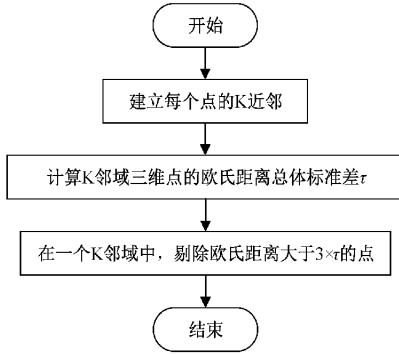 开始
建立每个点的K近邻
计算K邻域三维点的欧氏距离总体标准差τ
在一个K邻域中，剔除欧氏距离大于3×τ的点
结束